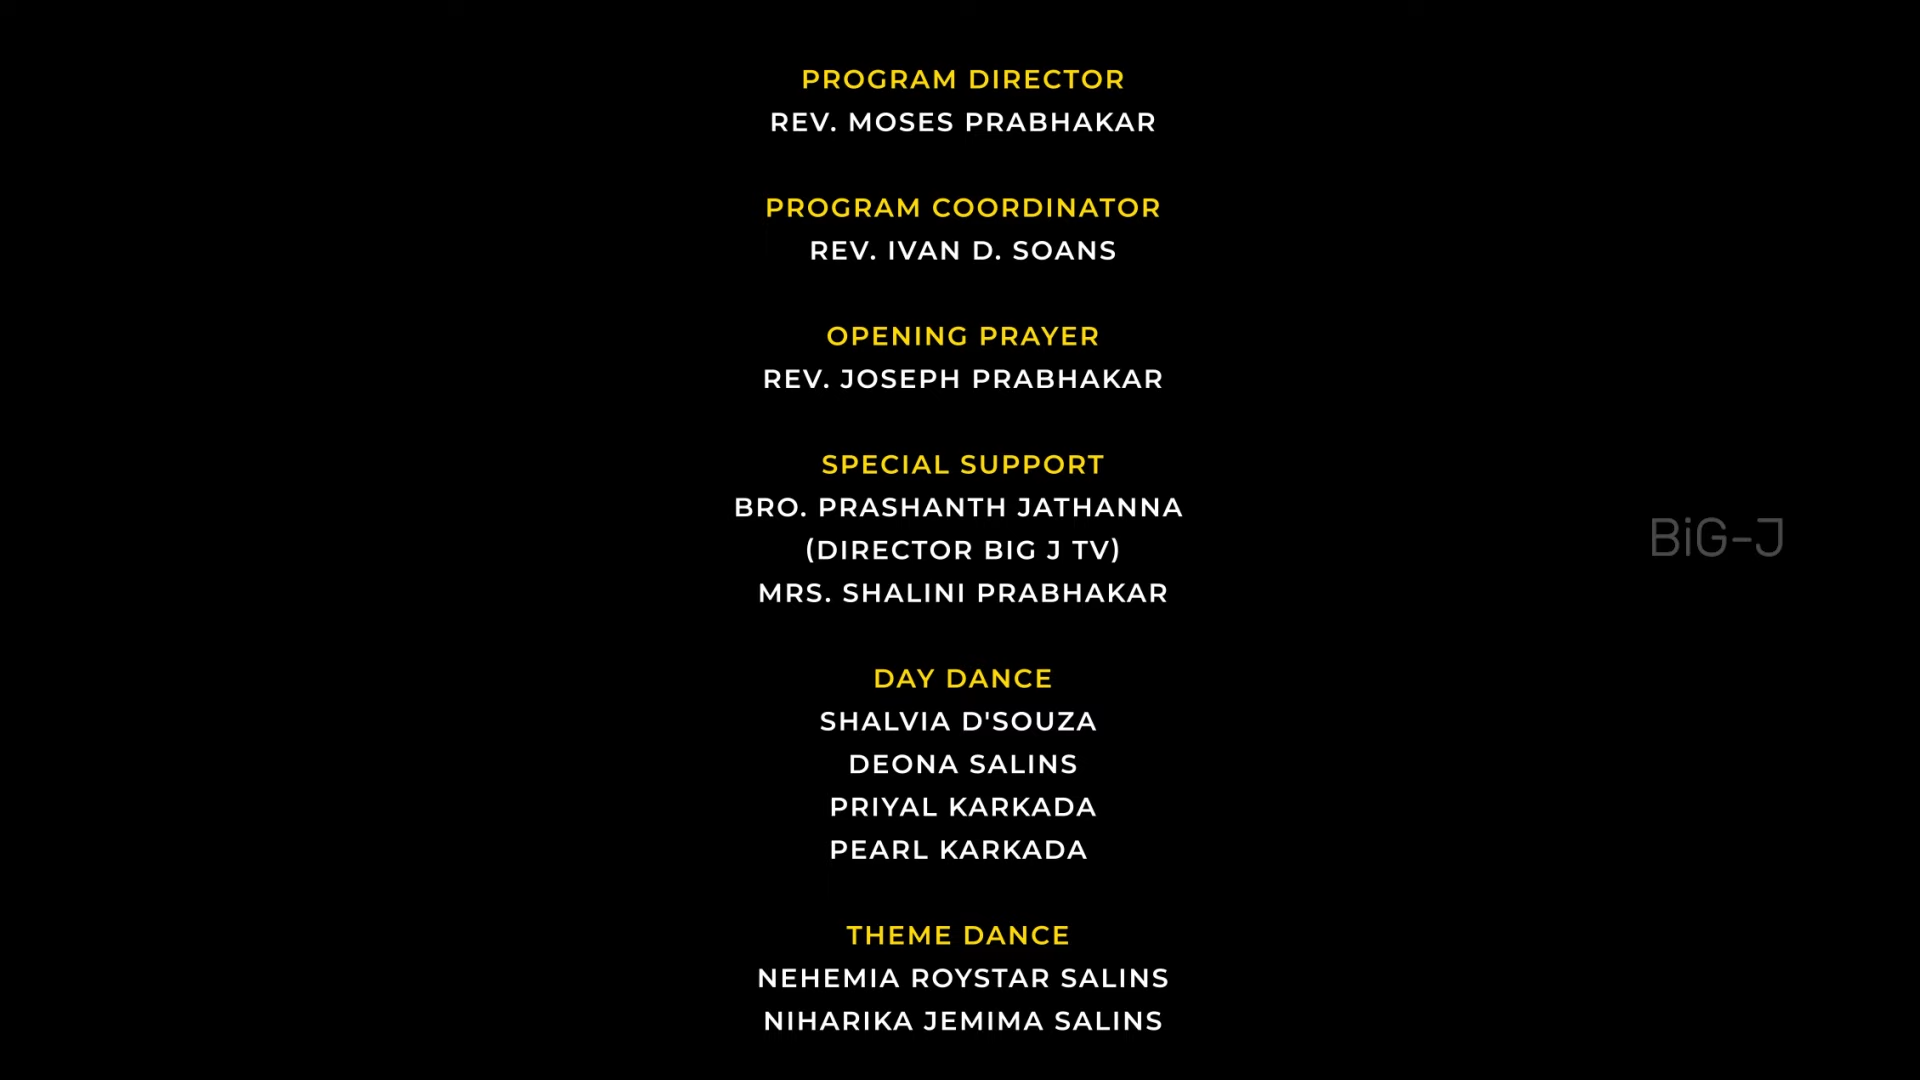 PROGRAM DIRECTOR
REV. MOSES PRABHAKAR
PROGRAM COORDINATOR
REV. IVAN D. SOANS
OPENING PRAYER
REV. JOSEPH PRABHAKAR
SPECIAL SUPPORT
BRO. PRASHANTH JATHANNA
(DIRECTOR BIG J TV)
MRS. SHALINI PRABHAKAR
BiG-J
DAY DANCE
SHALVIA D'SOUZA
DEONA SALINS
PRIYAL KARKADA
PEARL KARKADA
THEME DANCE
NEHEMIA ROYSTAR SALINS
NIHARIKA JEMIMA SALINS